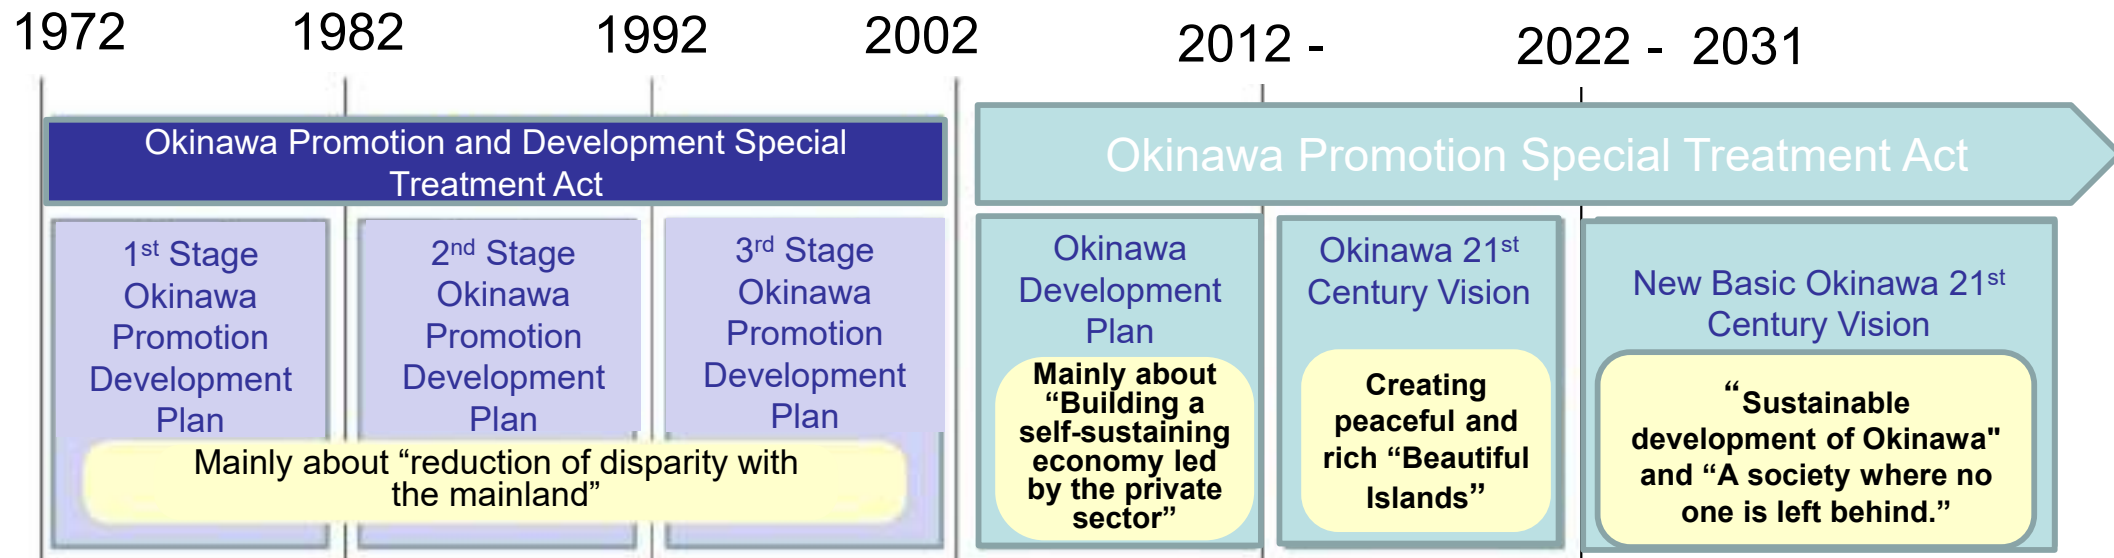 1972
1982
1992
2002
2012 -
2022 - 2031
Okinawa Promotion and Development Special
Treatment Act
Okinawa Promotion Special Treatment Act
1st Stage
Okinawa
Promotion
Development
Plan
2nd Stage
Okinawa
Promotion
Development
Plan
3rd Stage
Okinawa
Promotion
Development
Plan
Mainly about “reduction of disparity with
the mainland”
Okinawa
Development
Plan
Mainly about
“Building a
self-sustaining
economy led
by the private
sector”
Okinawa 21st
Century Vision
Creating
peaceful and
rich “Beautiful
Islands”
New Basic Okinawa 21st
Century Vision
“Sustainable
development of Okinawa"
and “A society where no
one is left behind.”